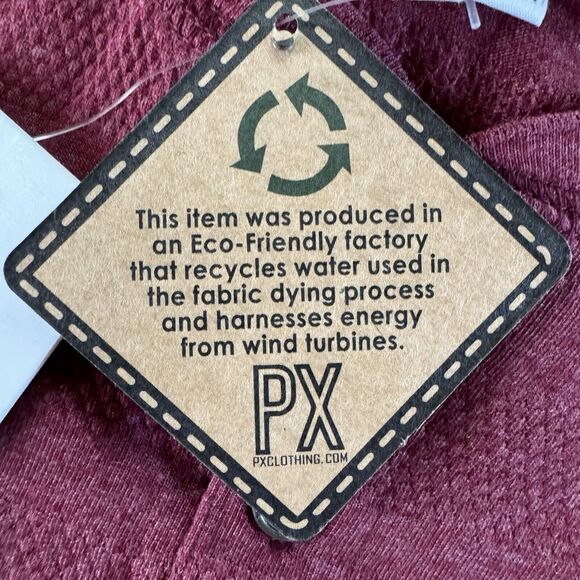 This item was produced in
an Eco-Friendly factory
that recycles water used in
the fabric dying process
and harnesses energy
from wind turbines.
PX
PXCLOTHING.COM